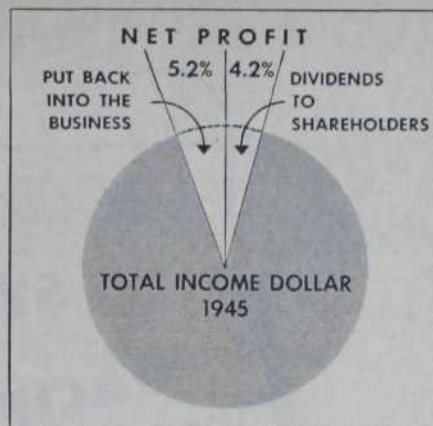 NET PROFIT
5.2% 4.2%
PUT BACK
INTO THE
BUSINESS
DIVIDENDS
TO
SHAREHOLDERS
TOTAL INCOME DOLLAR
1945